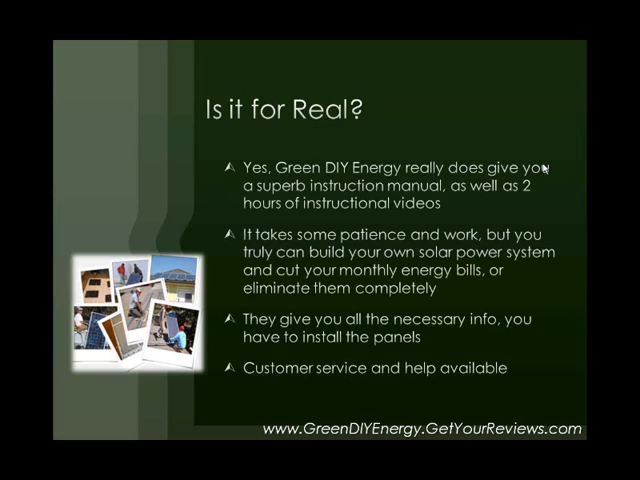 Is it for Real?
Yes, Green DIY Energy really does give you
a superb instruction manual, as well as 2
hours of instructional videos
It takes some patience and work, but you
truly can build your own solar power system
and cut your monthly energy bills, or
eliminate them completely
They give you all the necessary info, you
have to install the panels
Customer service and help available
www.GreenDIYEnergy.GetYourReviews.com